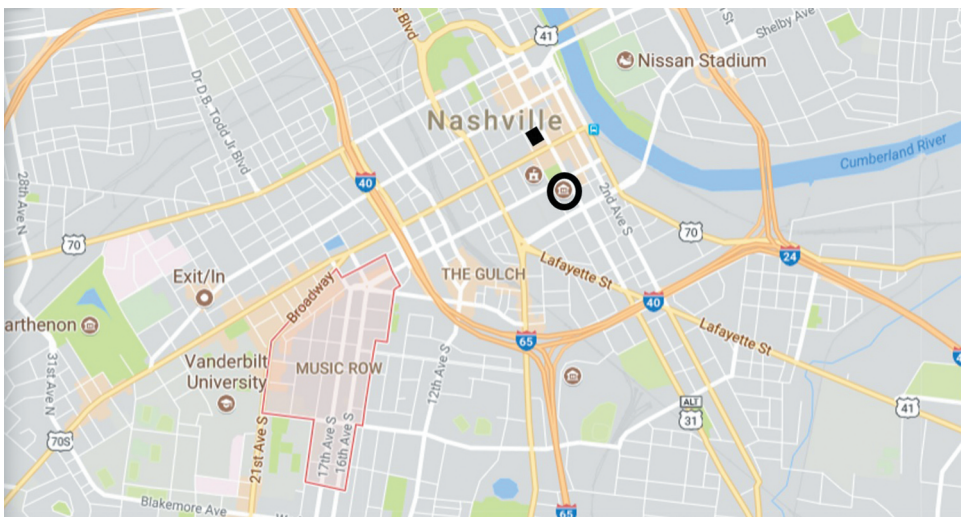 41
Shelby Ave
Nissan Stadium
Dr D.B. Todd Jr Blvd
s Blvd
St
Nashville
Cumberland River
40
28th Ave N
2nd Ave S
70
70
24
Exit/In
THE GULCH
Lafayette St
Broadway
40
arthenon
65
Lafayette St
31st Ave N
Vanderbilt
University
MUSIC ROW
12th Ave S
ALT
31
41
70S
21st Ave S
17th Ave S
16th Ave S
Blakemore Ave
65